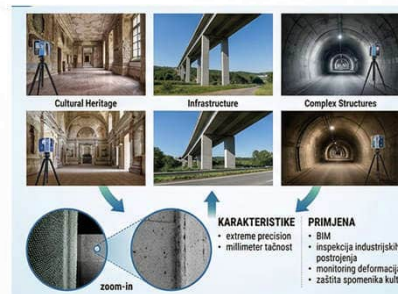 Cultural Heritage
Infrastructure
Complex Structures
zoom-in
KARAKTERISTIKE
• extreme precision
• millimeter tačnost
PRIMJENA
• BIM
• inspekcija industrijskih
postrojenja
• monitoring deformacija
• zaštita spomenika kult